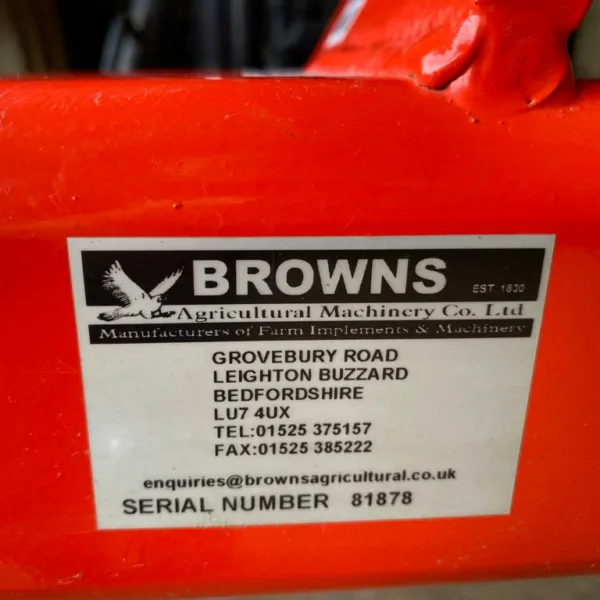 BROWNS EST. 1830
Agricultural Machinery Co. Ltd
Manufacturers of Farm Implements & Machinery
GROVEBURY ROAD
LEIGHTON BUZZARD
BEDFORDSHIRE
LU7 4UX
TEL:01525 375157
FAX:01525 385222
enquiries@brownsagricultural.co.uk
SERIAL NUMBER 81878